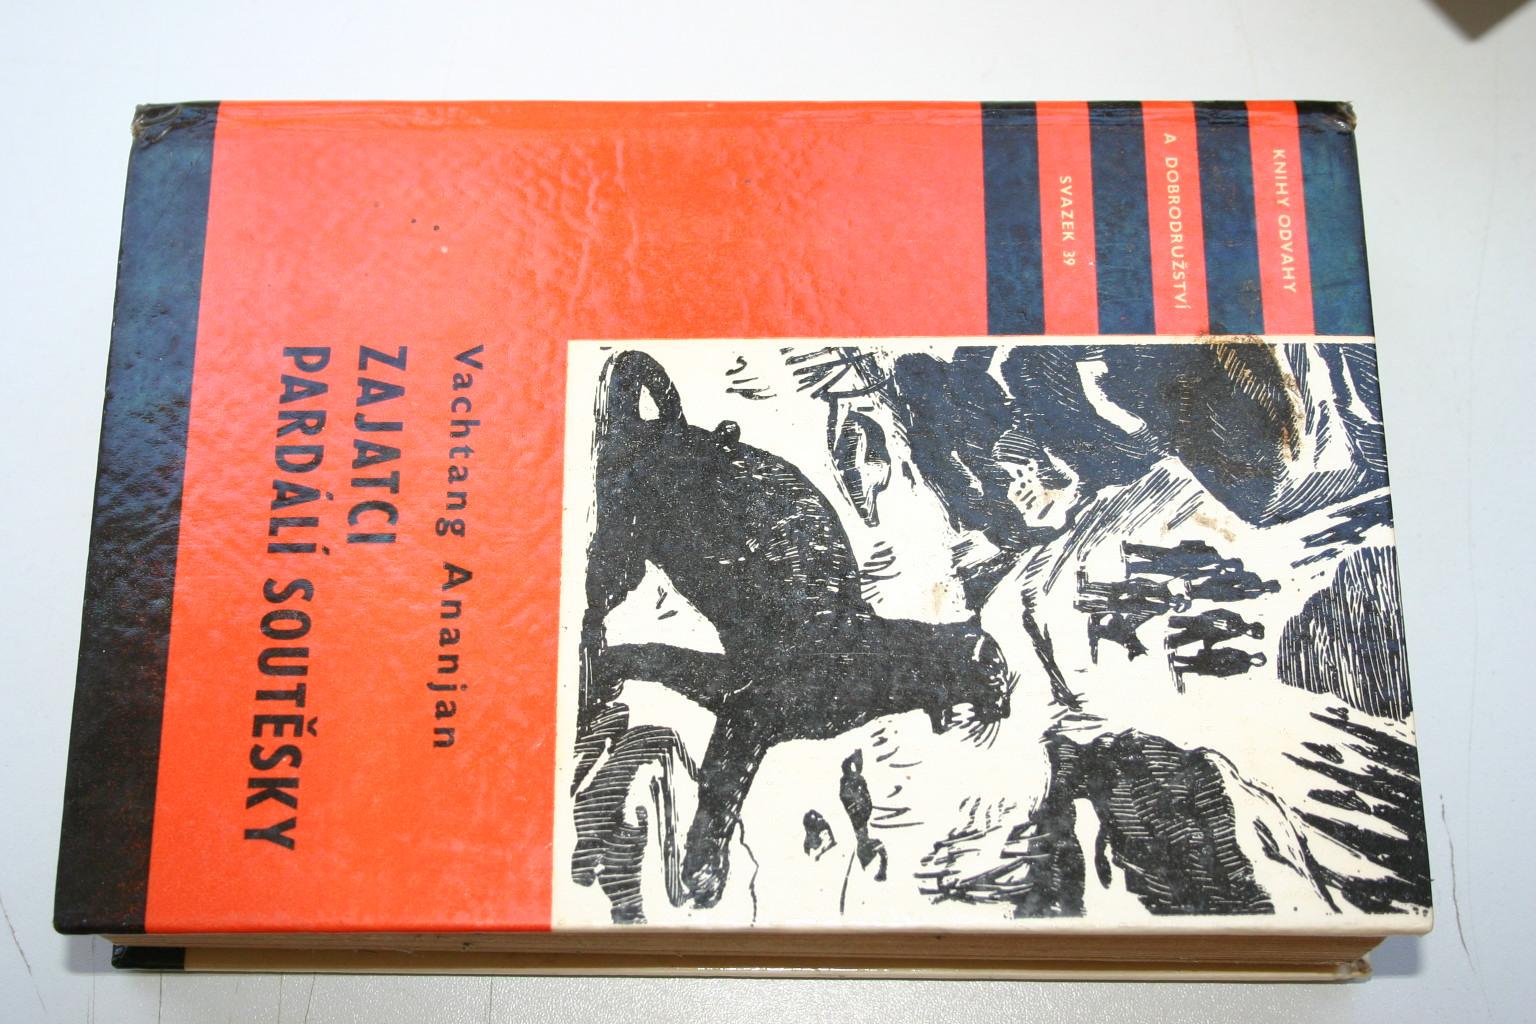 KNIHY ODVAHY
A DOBRODRUŽSTVÍ
SVAZEK 39
Vachtang Ananjan
ZAJATCI
PARDÁLÍ SOUTĚSKY